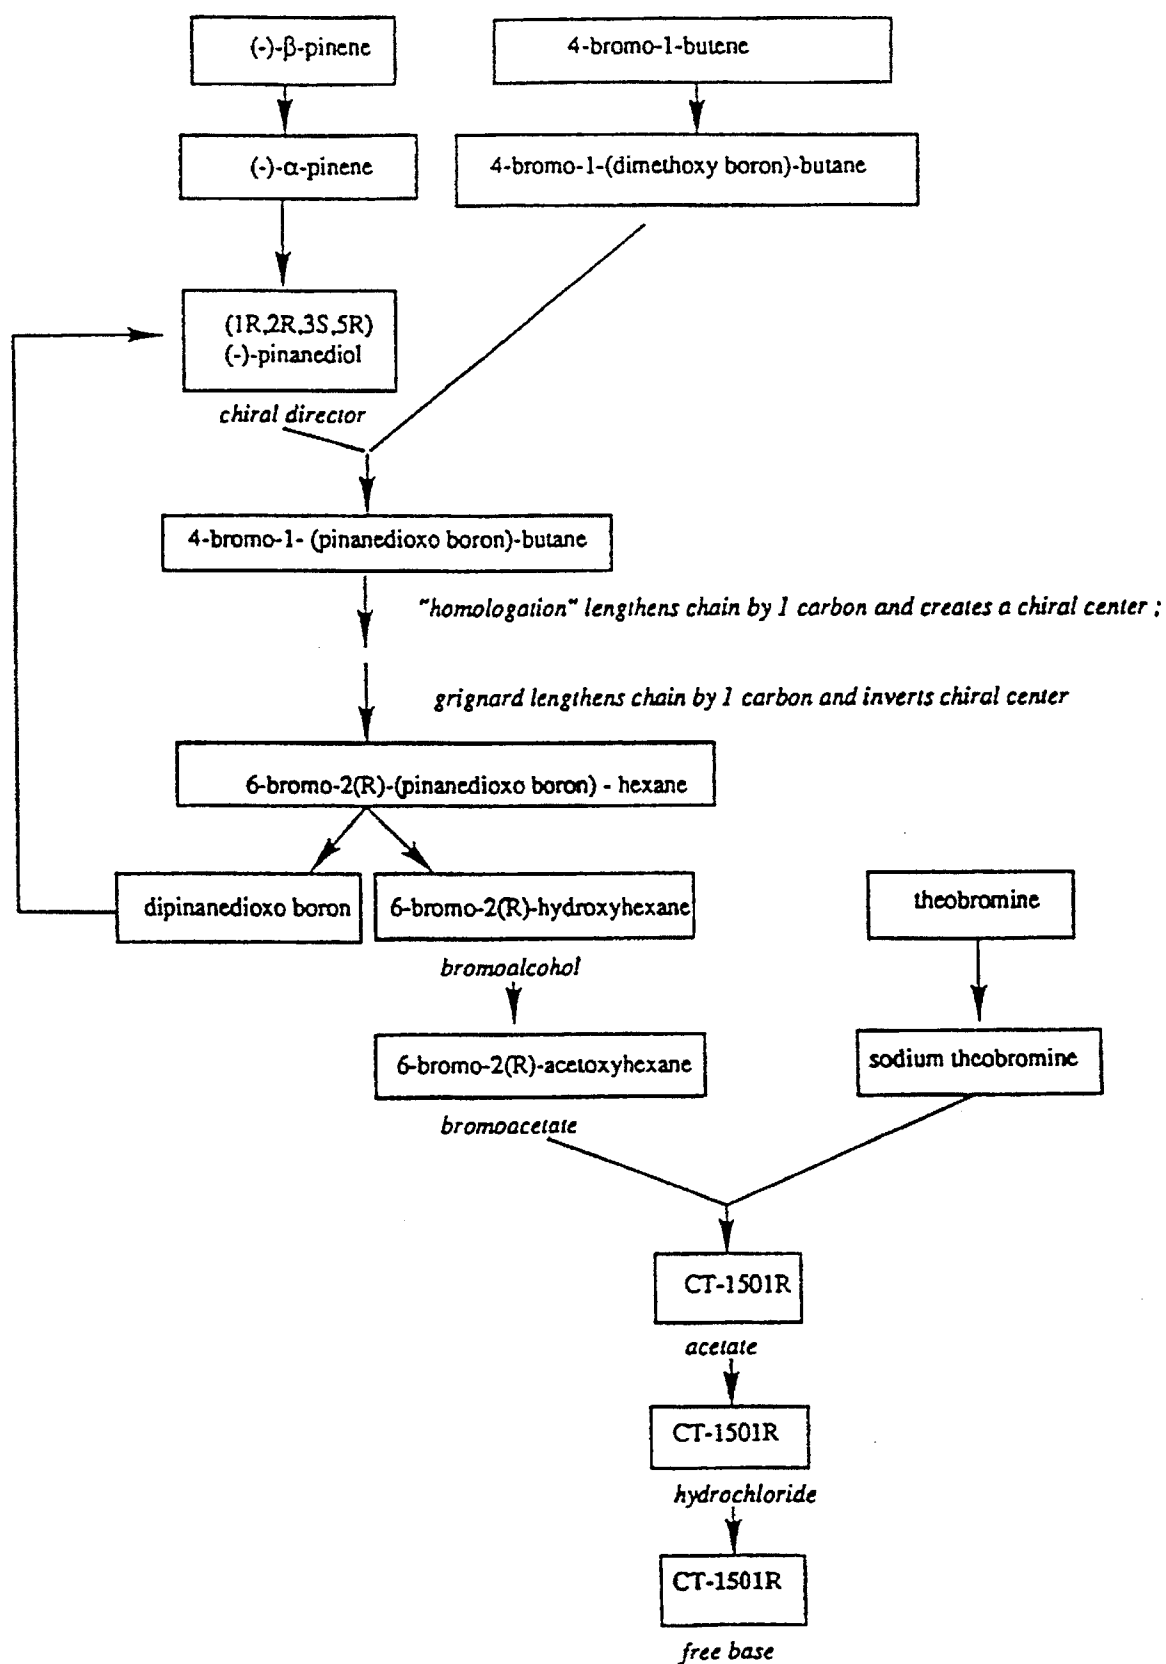 (-)-β-pinene
4-bromo-1-butene
(-)-α-pinene
4-bromo-1-(dimethoxy boron)-butane
(1R,2R,3S,5R)
(-)-pinanediol
chiral director
4-bromo-1- (pinanedioxo boron)-butane
"homologation" lengthens chain by 1 carbon and creates a chiral center ;
grignard lengthens chain by 1 carbon and inverts chiral center
6-bromo-2(R)-(pinanedioxo boron) - hexane
dipinanedioxo boron
6-bromo-2(R)-hydroxyhexane
theobromine
bromoalcohol
6-bromo-2(R)-acetoxyhexane
sodium theobromine
bromoacetate
CT-1501R
acetate
CT-1501R
hydrochloride
CT-1501R
free base